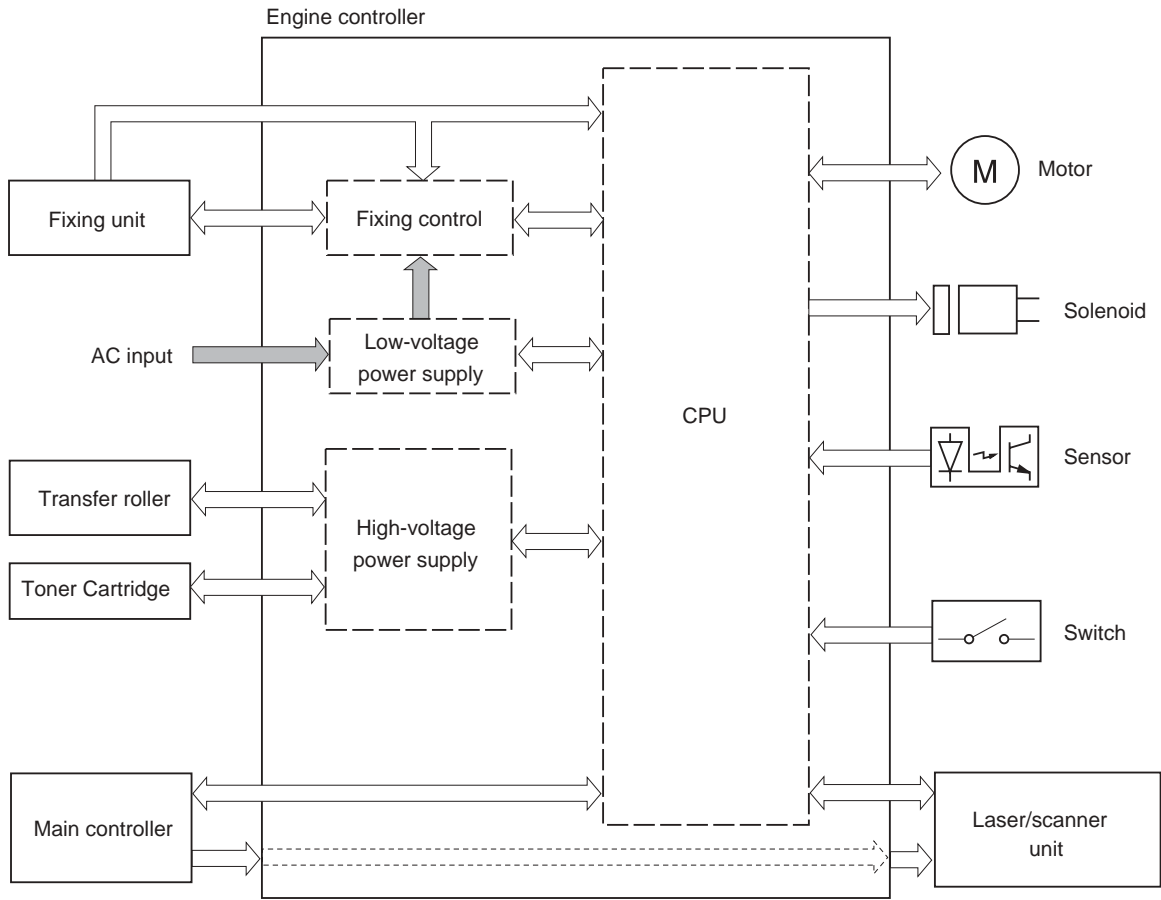 Engine controller
Fixing unit
Fixing control
M
Motor
AC input
Low-voltage
power supply
Solenoid
CPU
Sensor
Transfer roller
High-voltage
power supply
Toner Cartridge
Switch
Main controller
Laser/scanner
unit